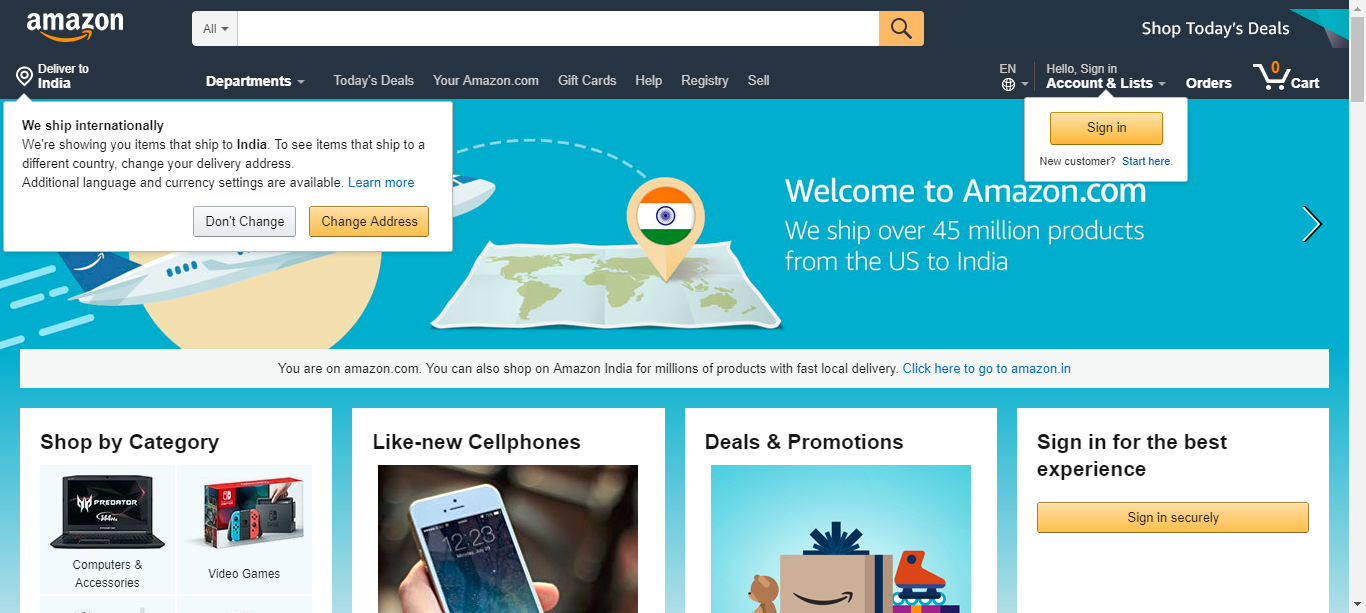 amazon
All
Shop Today's Deals
Deliver to
India
Departments
Today's Deals
Your Amazon.com
Gift Cards
Help
Registry
Sell
EN
Hello, Sign in
Account & Lists
Orders
0
Cart
We ship internationally
We're showing you items that ship to India. To see items that ship to a
different country, change your delivery address.
Additional language and currency settings are available. Learn more
Don't Change
Change Address
Sign in
New customer? Start here.
Welcome to Amazon.com
We ship over 45 million products
from the US to India
You are on amazon.com. You can also shop on Amazon India for millions of products with fast local delivery. Click here to go to amazon.in
Shop by Category
PREDATOR
144Hz
Computers &
Accessories
Video Games
Like-new Cellphones
12:23
Deals & Promotions
Sign in for the best
experience
Sign in securely